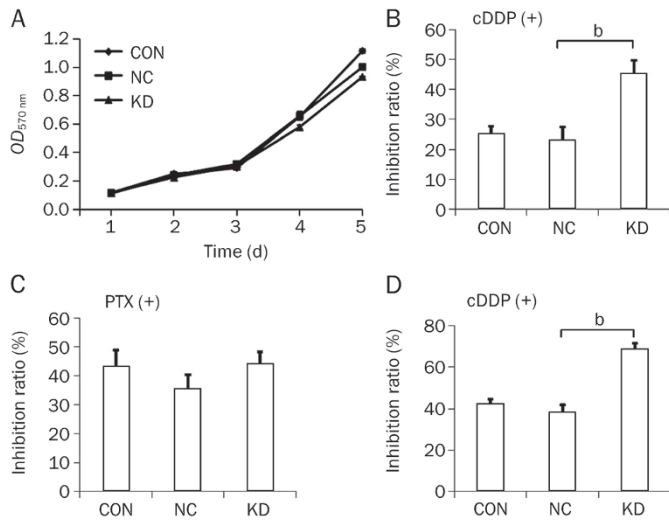 A
CON
NC
KD
1.2
1.0
0.8
0.6
0.4
0.2
0.0
OD570 nm
1 2 3 4 5
Time (d)
B
cDDP (+)
b
60
50
40
30
20
10
0
Inhibition ratio (%)
CON NC KD
C
PTX (+)
60
50
40
30
20
10
0
Inhibition ratio (%)
CON NC KD
D
cDDP (+)
b
80
60
40
20
0
Inhibition ratio (%)
CON NC KD